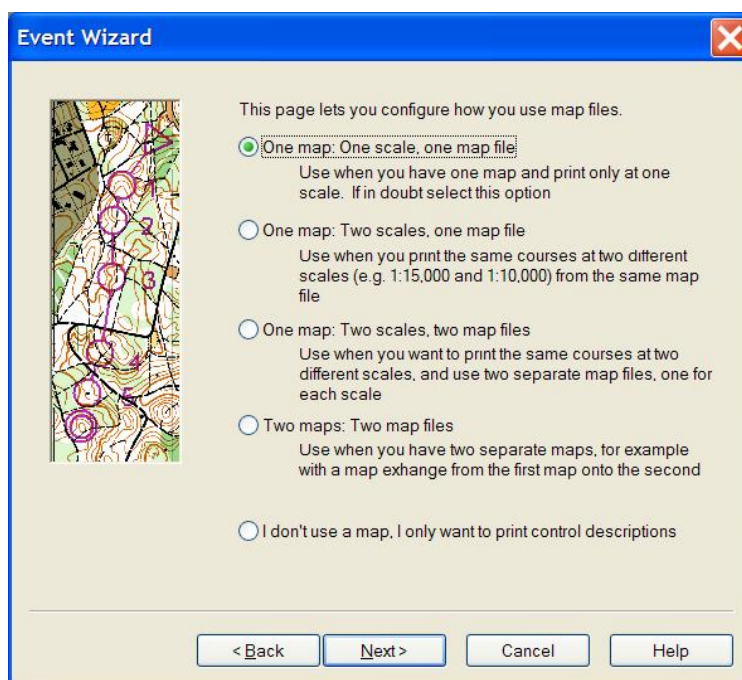 Event Wizard
This page lets you configure how you use map files.
One map: One scale, one map file
Use when you have one map and print only at one
scale. If in doubt select this option
One map: Two scales, one map file
Use when you print the same courses at two different
scales (e.g. 1:15,000 and 1:10,000) from the same map
file
One map: Two scales, two map files
Use when you want to print the same courses at two
different scales, and use two separate map files, one for
each scale
Two maps: Two map files
Use when you have two separate maps, for example
with a map exhange from the first map onto the second
I don't use a map, I only want to print control descriptions
1
2
3
4
5
< Back
Next >
Cancel
Help